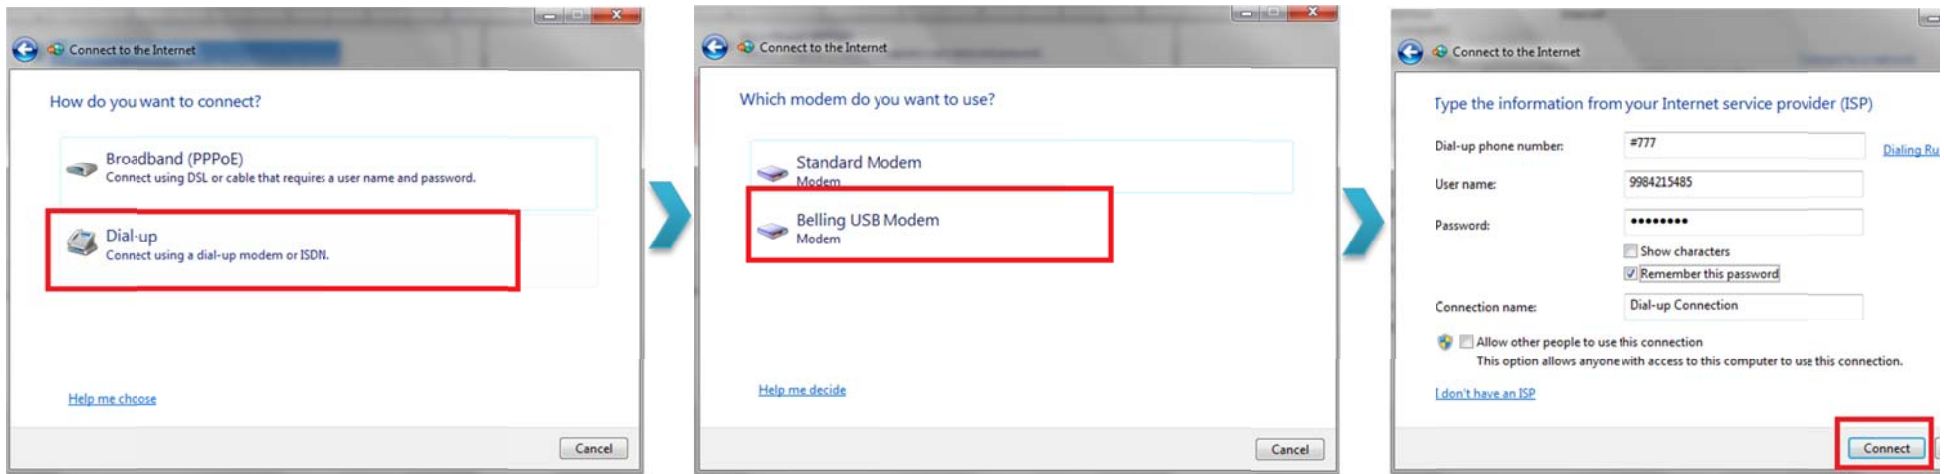 Connect to the Internet
How do you want to connect?
Broadband (PPPoE)
Connect using DSL or cable that requires a user name and password.
Dial-up
Connect using a dial-up modem or ISDN.
Help me choose
Cancel
Connect to the Internet
Which modem do you want to use?
Standard Modem
Modem
Belling USB Modem
Modem
Help me decide
Cancel
Connect to the Internet
Type the information from your Internet service provider (ISP)
Dial-up phone number: #777
Dialing Ru
User name: 9984215485
Password: ••••••••
Show characters
Remember this password
Connection name: Dial-up Connection
Allow other people to use this connection
This option allows anyone with access to this computer to use this connection.
I don't have an ISP
Connect